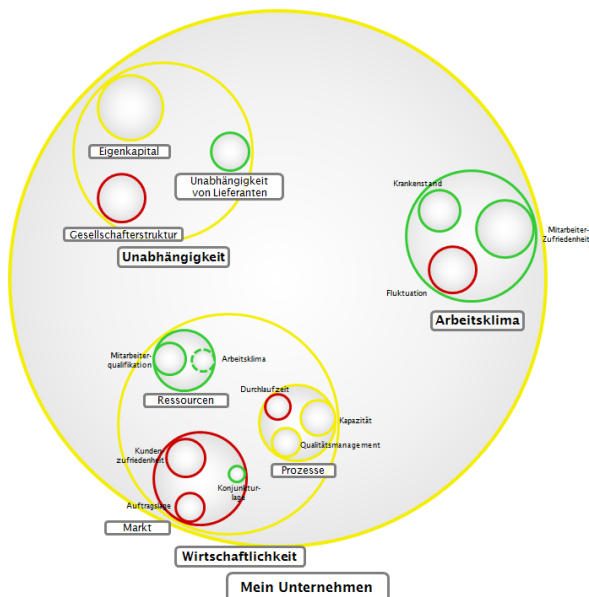 Eigenkapital
Unabhängigkeit
von Lieferanten
Gesellschafterstruktur
Unabhängigkeit
Krankenstand
Mitarbeiter-
Zufriedenheit
Fluktuation
Arbeitsklima
Mitarbeiter-
qualifikation
Arbeitsklima
Ressourcen
Durchlaufzeit
Kapazität
Qualitätsmanagement
Prozesse
Kunden-
zufriedenheit
Konjunktur-
lage
Auftragslage
Markt
Wirtschaftlichkeit
Mein Unternehmen